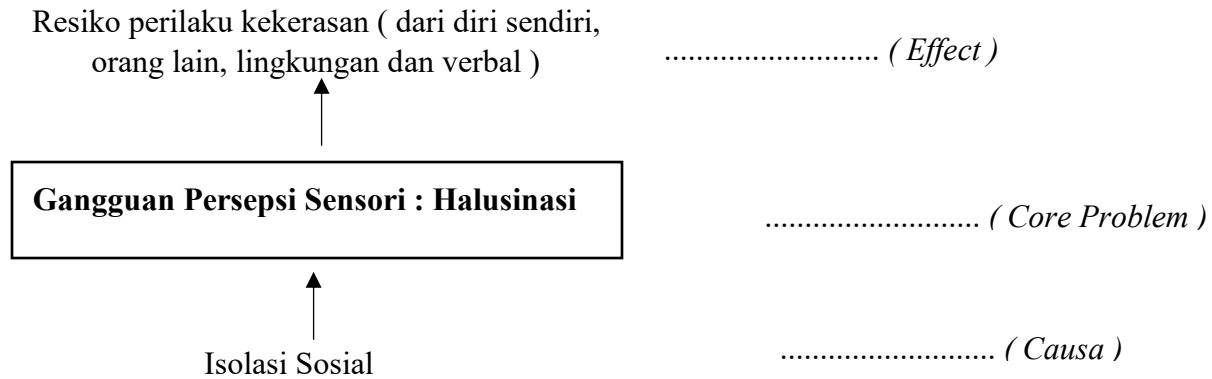 Resiko perilaku kekerasan ( dari diri sendiri,
orang lain, lingkungan dan verbal )
........................... ( Effect )
Gangguan Persepsi Sensori : Halusinasi
........................... ( Core Problem )
Isolasi Sosial
........................... ( Causa )